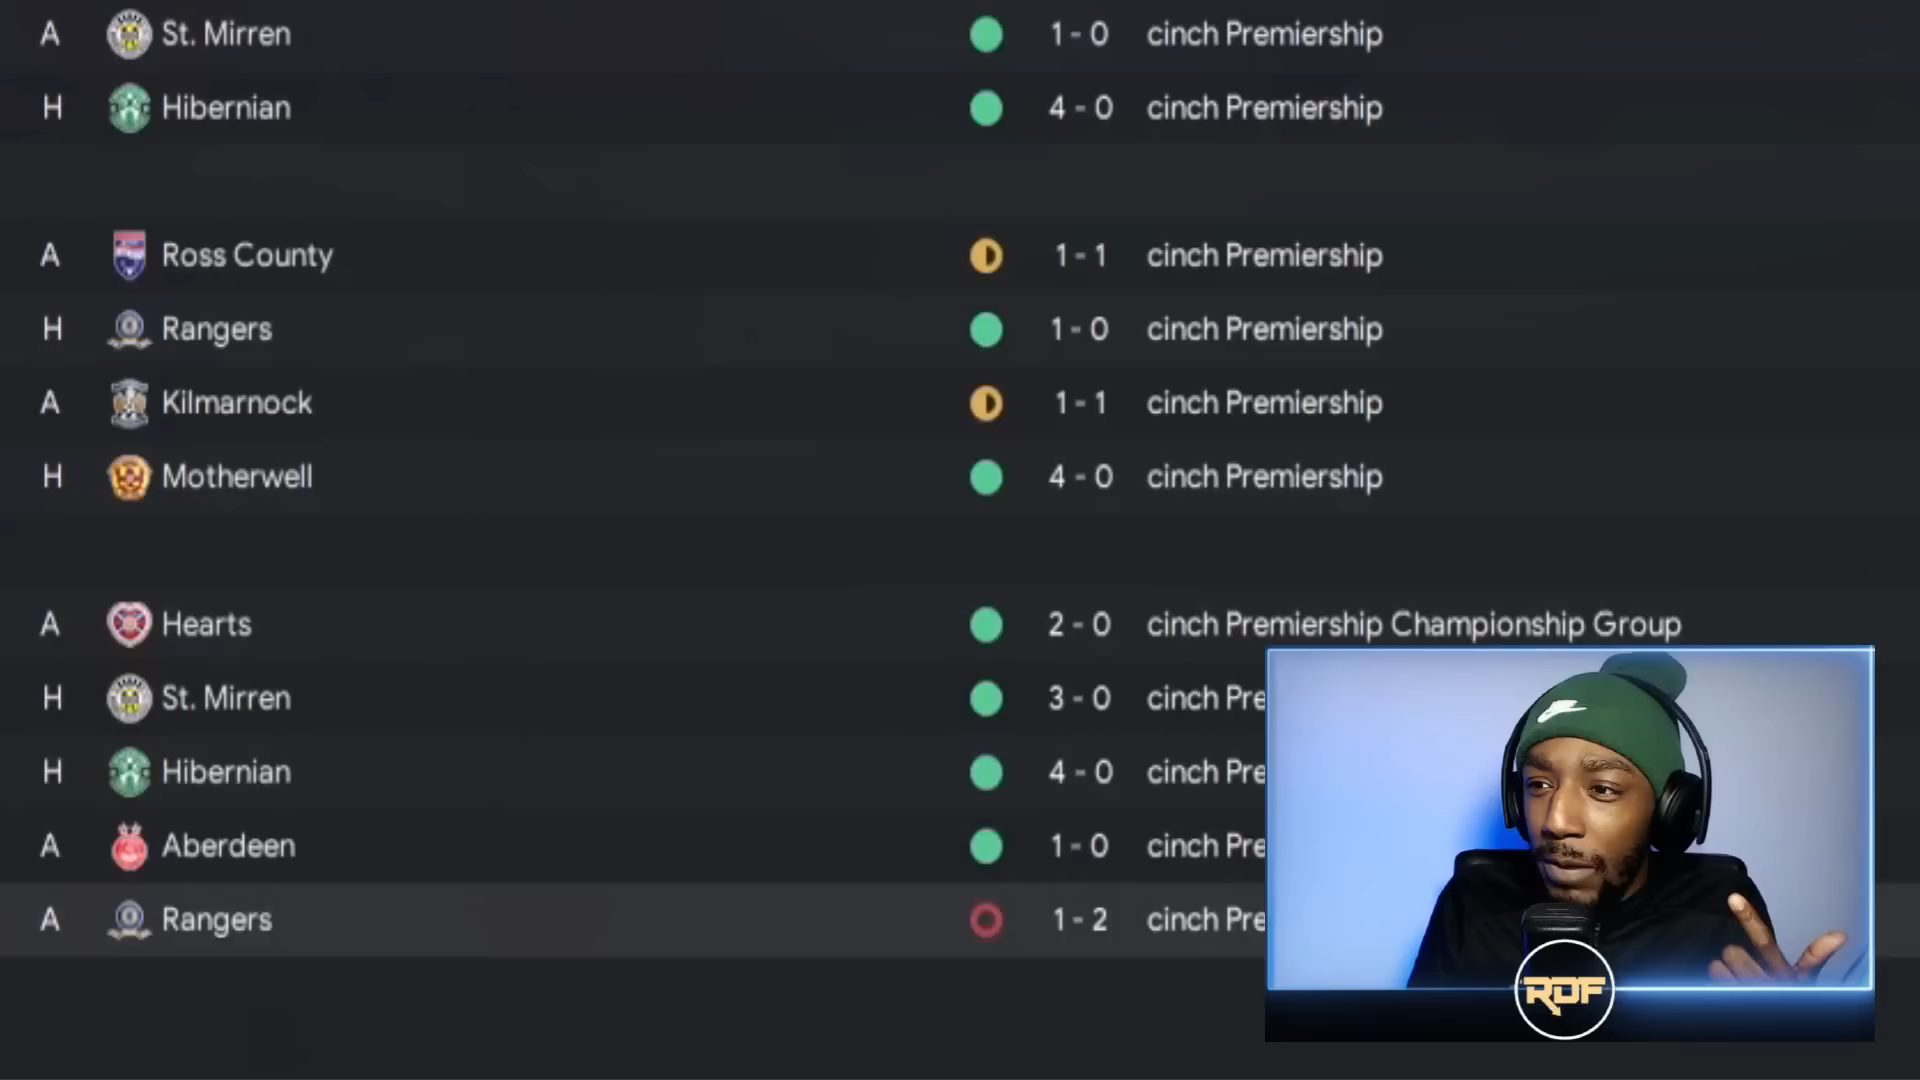 A St. Mirren 1 - 0 cinch Premiership
H Hibernian 4 - 0 cinch Premiership
A Ross County 1 - 1 cinch Premiership
H Rangers 1 - 0 cinch Premiership
A Kilmarnock 1 - 1 cinch Premiership
H Motherwell 4 - 0 cinch Premiership
A Hearts 2 - 0 cinch Premiership Championship Group
H St. Mirren 3 - 0 cinch Pre
H Hibernian 4 - 0 cinch Pre
A Aberdeen 1 - 0 cinch Pre
A Rangers 1 - 2 cinch Pre
RDF